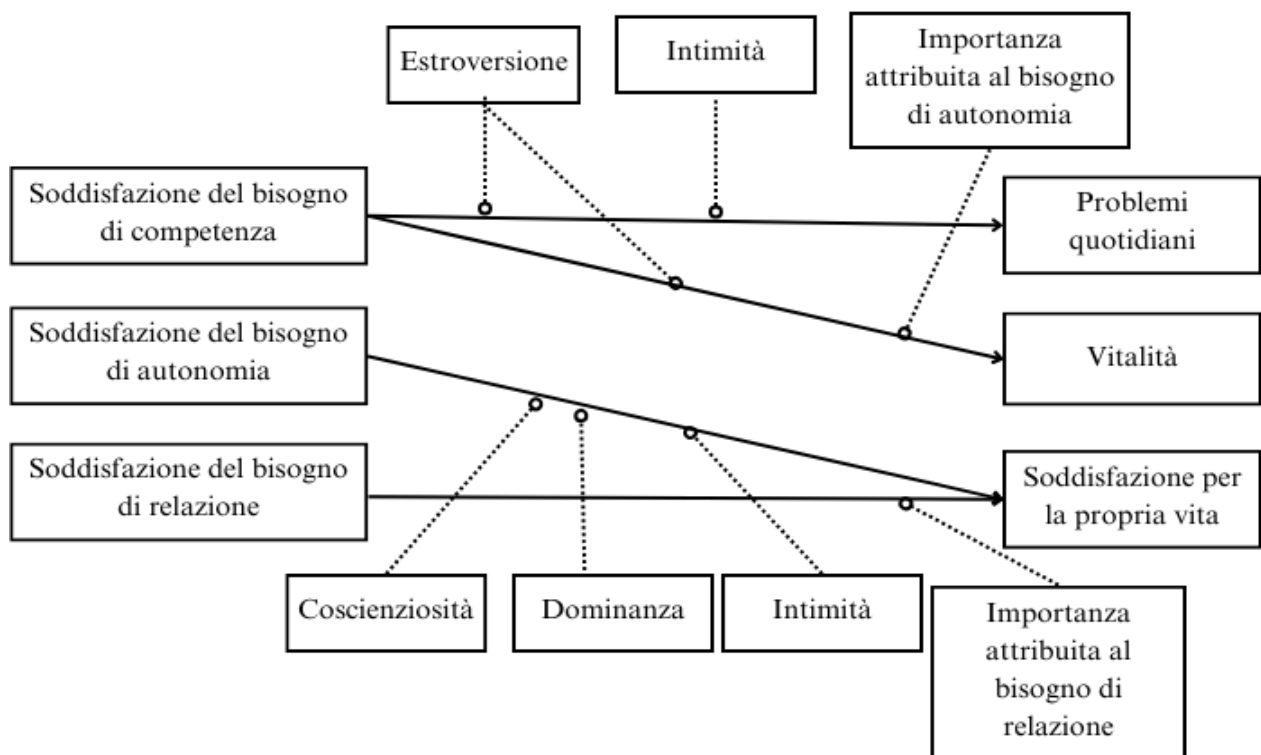 Estroversione
Intimità
Importanza
attribuita al bisogno
di autonomia
Soddisfazione del bisogno
di competenza
Problemi
quotidiani
Soddisfazione del bisogno
di autonomia
Vitalità
Soddisfazione del bisogno
di relazione
Soddisfazione per
la propria vita
Coscienziosità
Dominanza
Intimità
Importanza
attribuita al
bisogno di
relazione